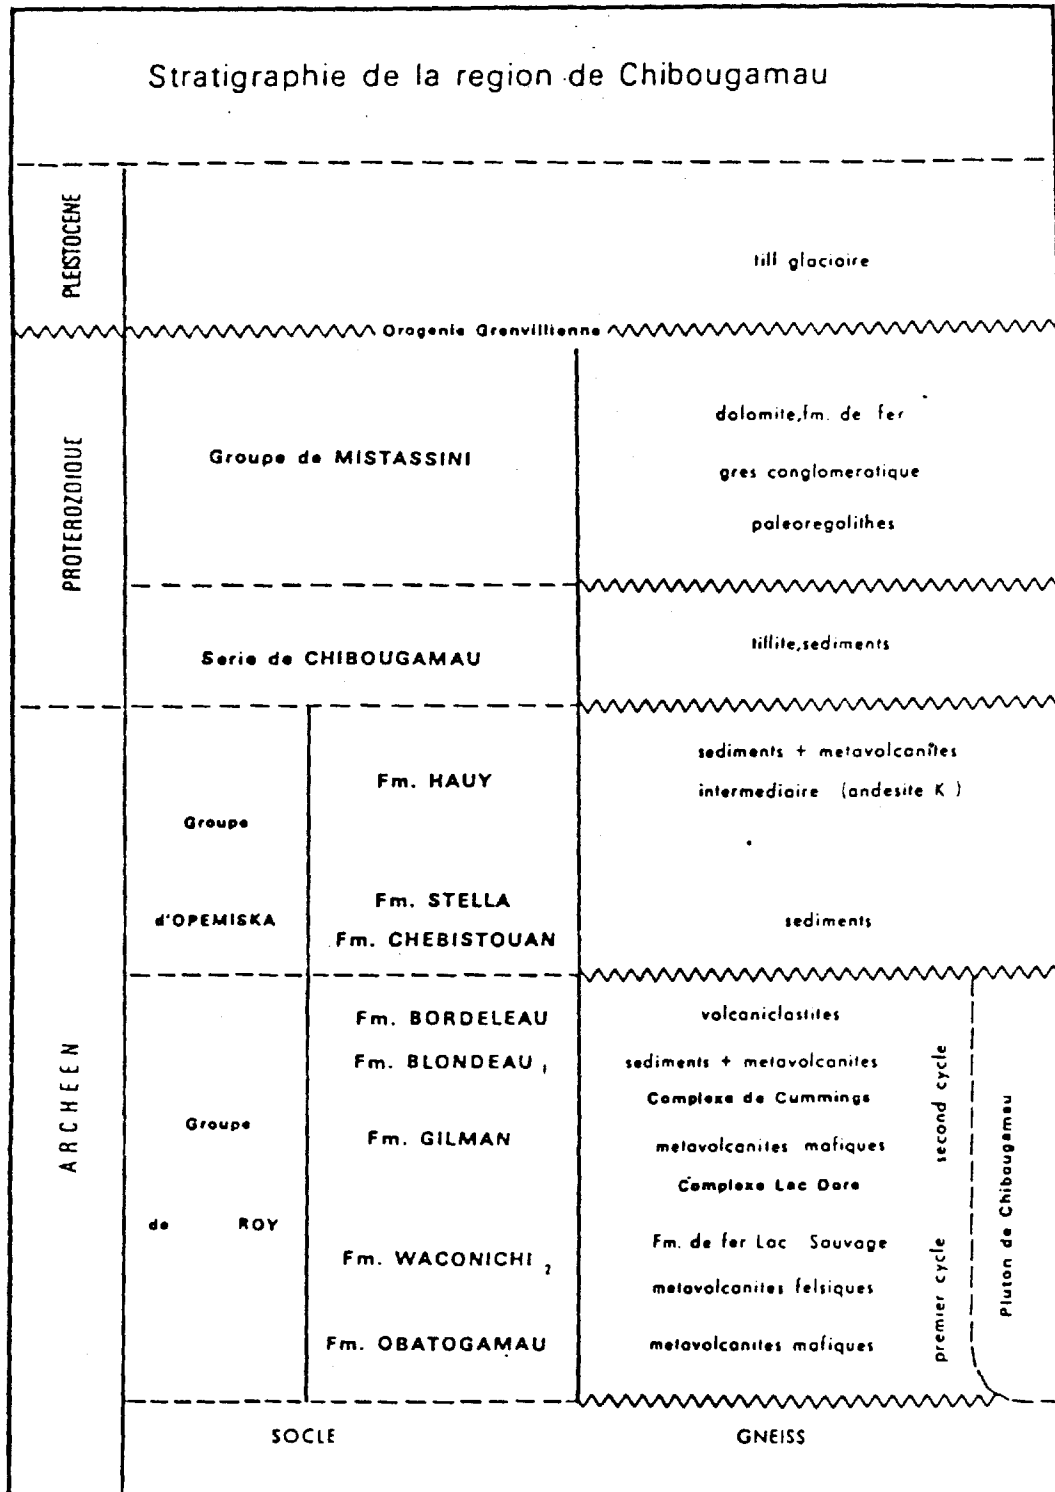 Stratigraphie de la region de Chibougamau
PLEISTOCENE
till glaciaire
Orogenie Grenvillienne
PROTEROZOIQUE
Groupe de MISTASSINI
dolomite,fm. de fer
gres conglomeratique
paleoregolithes
Serie de CHIBOUGAMAU
tillite,sediments
ARCHEEN
Groupe
d'OPEMISKA
Fm. HAUY
sediments + metavolcanites
intermediaire (andesite K )
Fm. STELLA
Fm. CHEBISTOUAN
sediments
Groupe
de ROY
Fm. BORDELEAU
volcaniclastites
Fm. BLONDEAU 1
sediments + metavolcanites
Complexe de Cummings
Fm. GILMAN
metavolcanites mafiques
Complexe Lac Dore
Fm. WACONICHI 2
Fm. de fer Lac Sauvage
metavolcanites felsiques
Fm. OBATOGAMAU
metavolcanites mafiques
second cycle
premier cycle
Pluton de Chibougamau
SOCLE
GNEISS